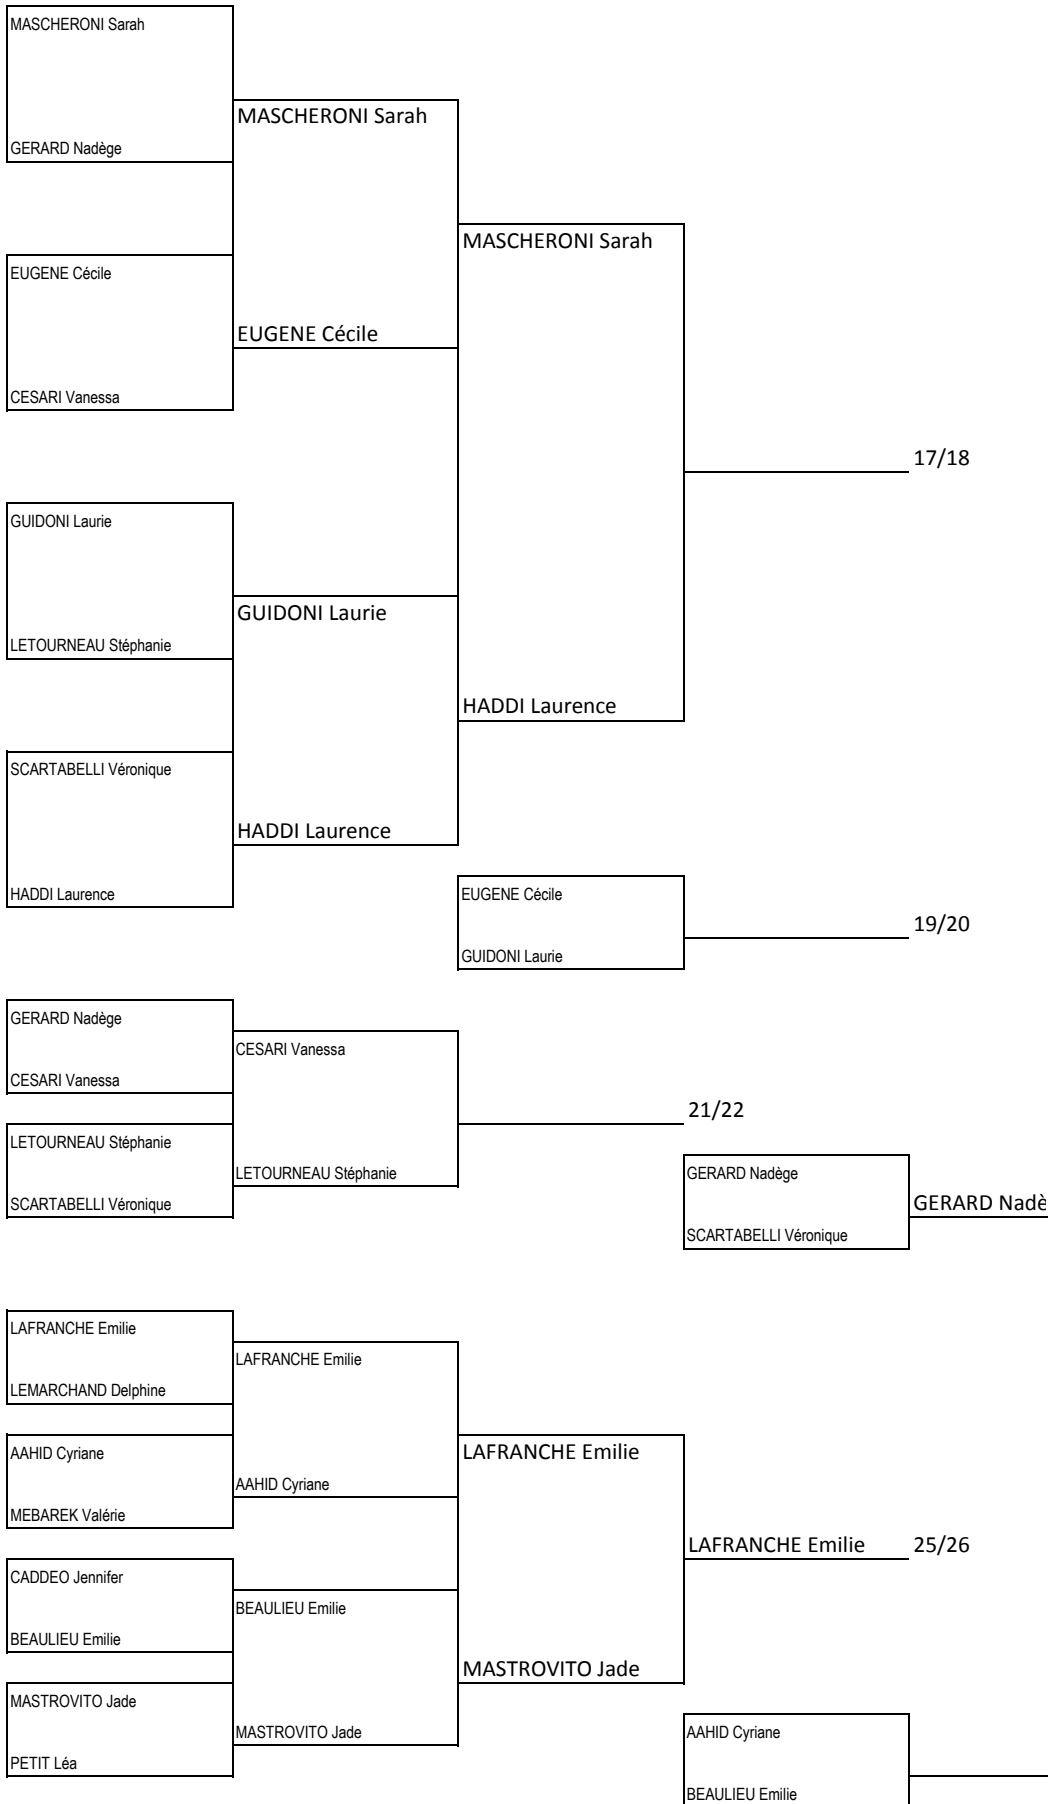 MASCHERONI Sarah
MASCHERONI Sarah
GERARD Nadège
MASCHERONI Sarah
EUGENE Cécile
EUGENE Cécile
CESARI Vanessa
17/18
GUIDONI Laurie
GUIDONI Laurie
LETOURNEAU Stéphanie
HADDI Laurence
SCARTABELLI Véronique
HADDI Laurence
HADDI Laurence
EUGENE Cécile
19/20
GUIDONI Laurie
GERARD Nadège
CESARI Vanessa
CESARI Vanessa
21/22
LETOURNEAU Stéphanie
LETOURNEAU Stéphanie
GERARD Nadège
SCARTABELLI Véronique
GERARD Nadè
SCARTABELLI Véronique
LAFRANCHE Emilie
LAFRANCHE Emilie
LEMARCHAND Delphine
AAHID Cyriane
LAFRANCHE Emilie
AAHID Cyriane
MEBAREK Valérie
LAFRANCHE Emilie 25/26
CADDEO Jennifer
BEAULIEU Emilie
BEAULIEU Emilie
MASTROVITO Jade
MASTROVITO Jade
MASTROVITO Jade
AAHID Cyriane
PETIT Léa
BEAULIEU Emilie